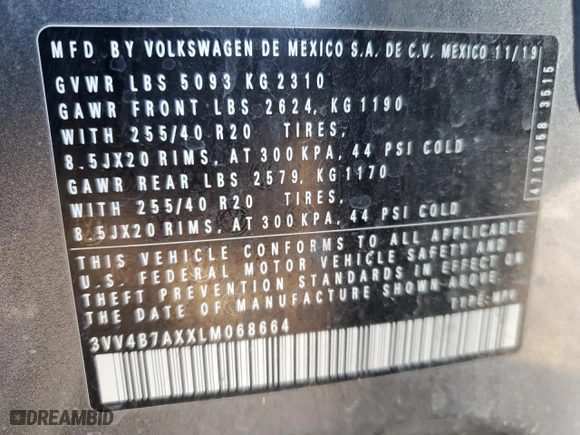 MFD BY VOLKSWAGEN DE MEXICO S.A. DE C.V. MEXICO 11/19
GVWR LBS 5093 KG 2310
GAWR FRONT LBS 2624, KG 1190
WITH 255/40 R20 TIRES,
8.5JX20 RIMS, AT 300 KPA, 44 PSI COLD
GAWR REAR LBS 2579, KG 1170
WITH 255/40 R20 TIRES,
8.5JX20 RIMS, AT 300 KPA, 44 PSI COLD
THIS VEHICLE CONFORMS TO ALL APPLICABLE
U.S. FEDERAL MOTOR VEHICLE SAFETY AND
THEFT PREVENTION STANDARDS IN EFFECT ON
THE DATE OF MANUFACTURE SHOWN ABOVE.
TYPE: MPV
3VV4B7AXXLM068664
4710158 3515
DREAMBID